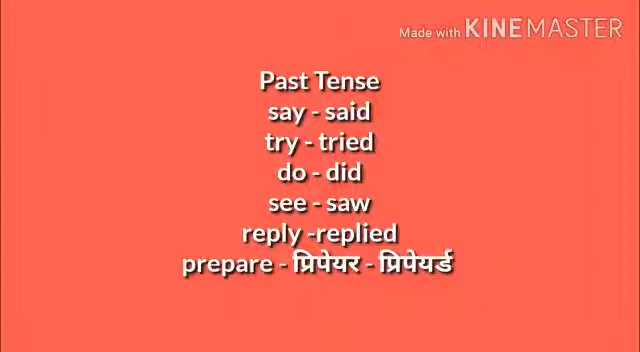 Made with KINEMASTER
Past Tense
say - said
try - tried
do - did
see - saw
reply -replied
prepare - प्रिपेयर - प्रिपेयर्ड